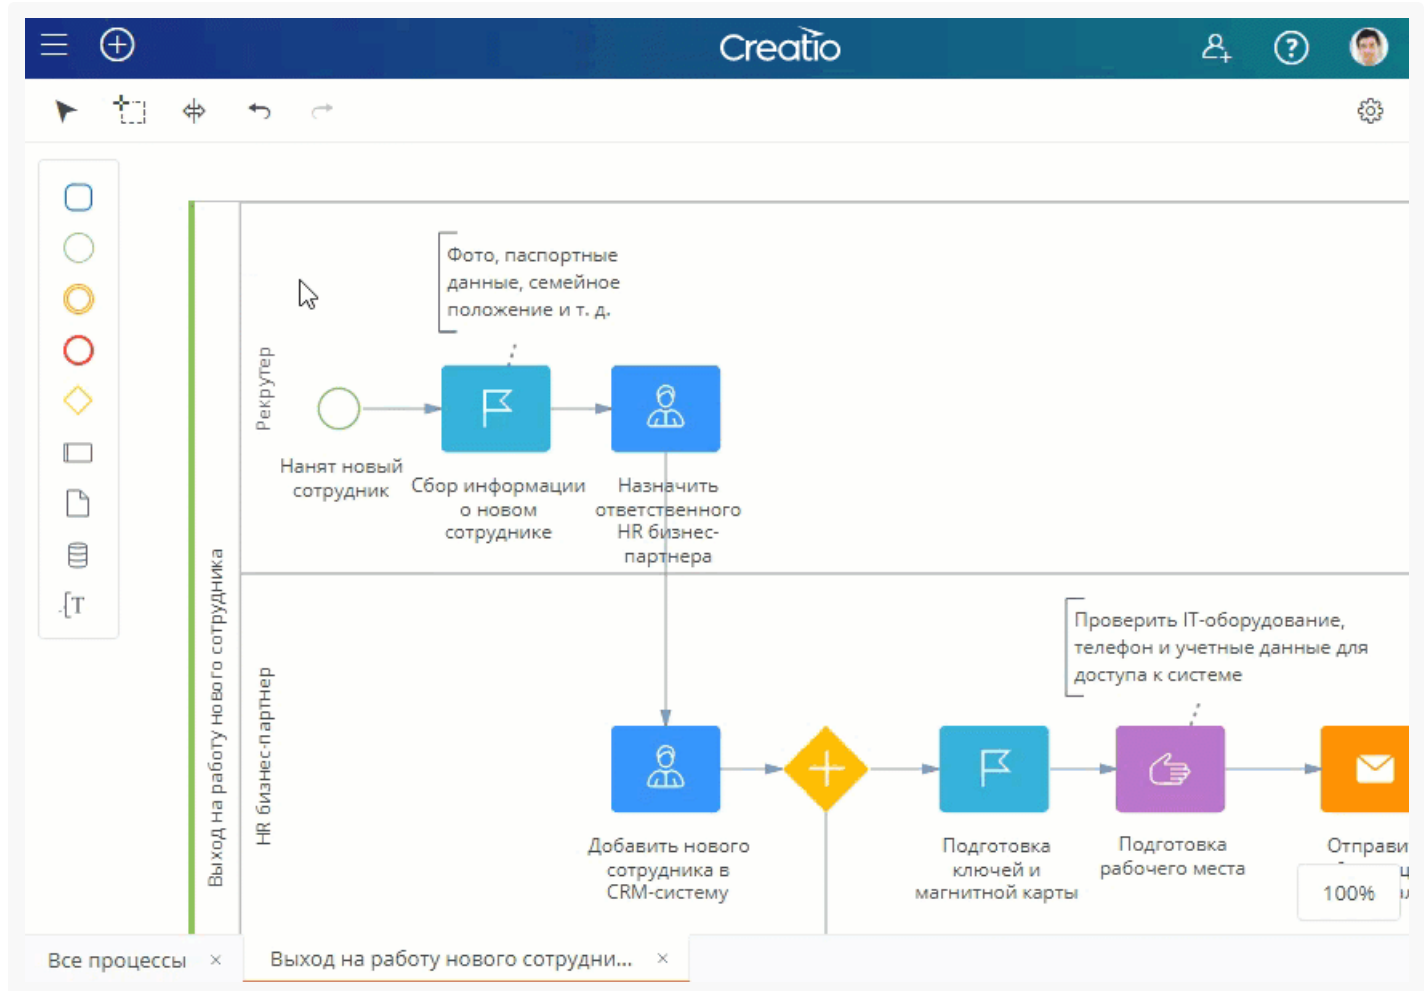 Creatio
Фото, паспортные
данные, семейное
положение и т. д.
Рекрутер
Нанят новый
сотрудник
Сбор информации
о новом
сотруднике
Назначить
ответственного
HR бизнес-
партнера
Выход на работу нового сотрудника
HR бизнес-партнер
Проверить IT-оборудование,
телефон и учетные данные для
доступа к системе
Добавить нового
сотрудника в
CRM-систему
Подготовка
ключей и
магнитной карты
Подготовка
рабочего места
Отправи
100%
T
Все процессы
Выход на работу нового сотрудни...